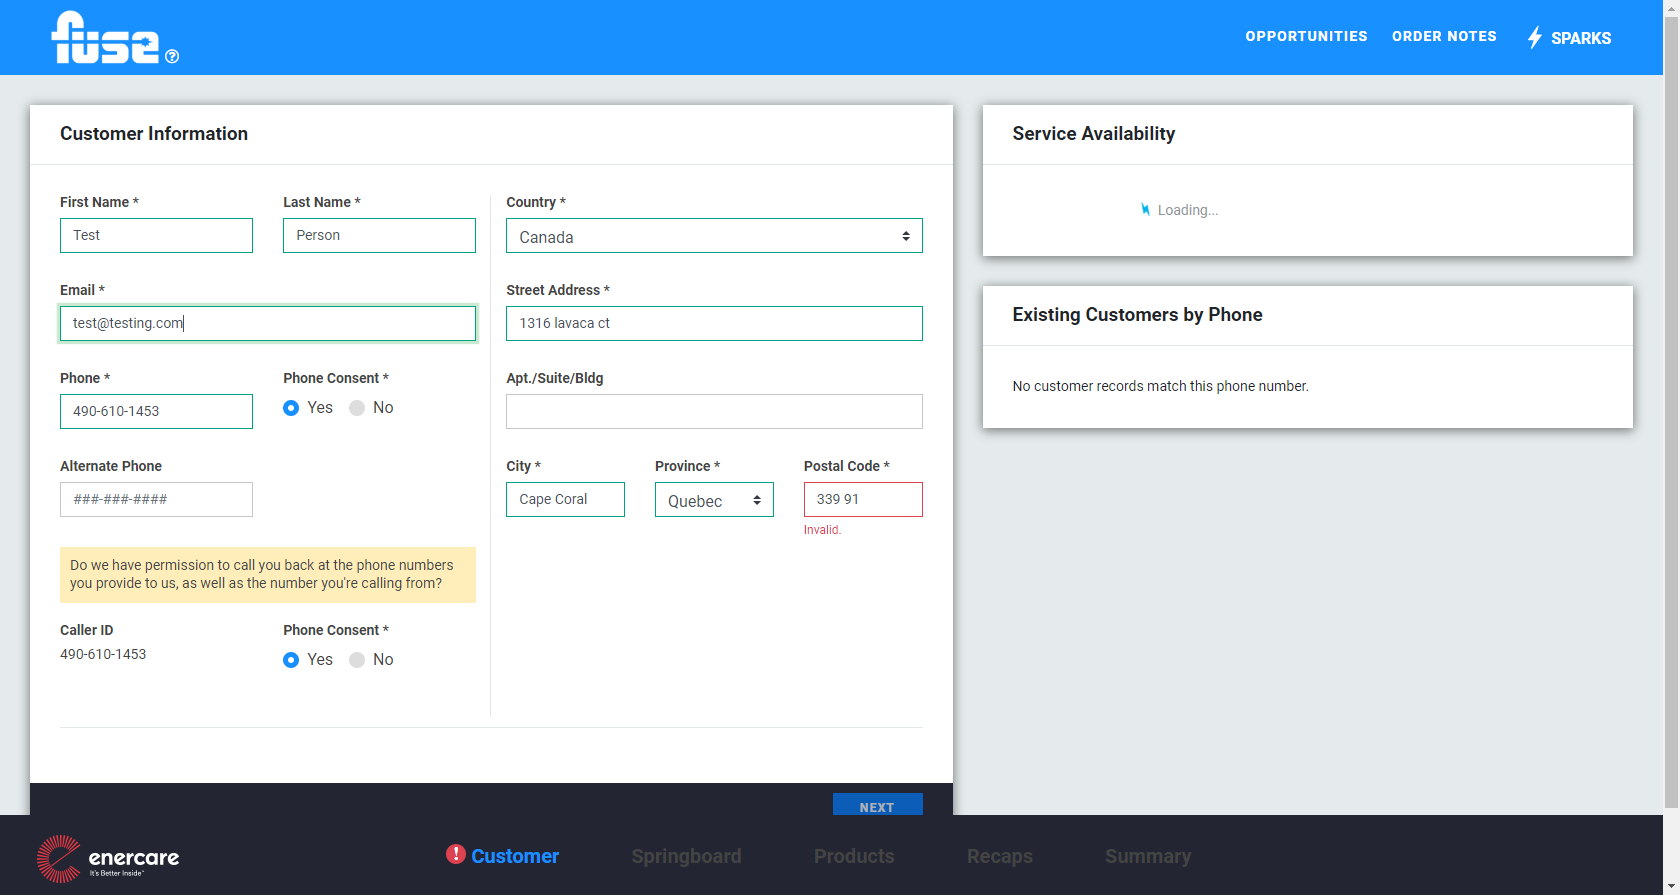 fuse
OPPORTUNITIES
ORDER NOTES
SPARKS
Customer Information
First Name *
Last Name *
Test
Person
Email *
test@testing.com
Phone *
Phone Consent *
490-610-1453
Yes
No
Alternate Phone
###-###-####
Do we have permission to call you back at the phone numbers
you provide to us, as well as the number you're calling from?
Caller ID
Phone Consent *
490-610-1453
Yes
No
Country *
Canada
Street Address *
1316 lavaca ct
Apt./Suite/Bldg
City *
Province *
Postal Code *
Cape Coral
Quebec
339 91
Invalid.
NEXT
Service Availability
Loading...
Existing Customers by Phone
No customer records match this phone number.
enercare
It's Better Inside™
Customer
Springboard
Products
Recaps
Summary